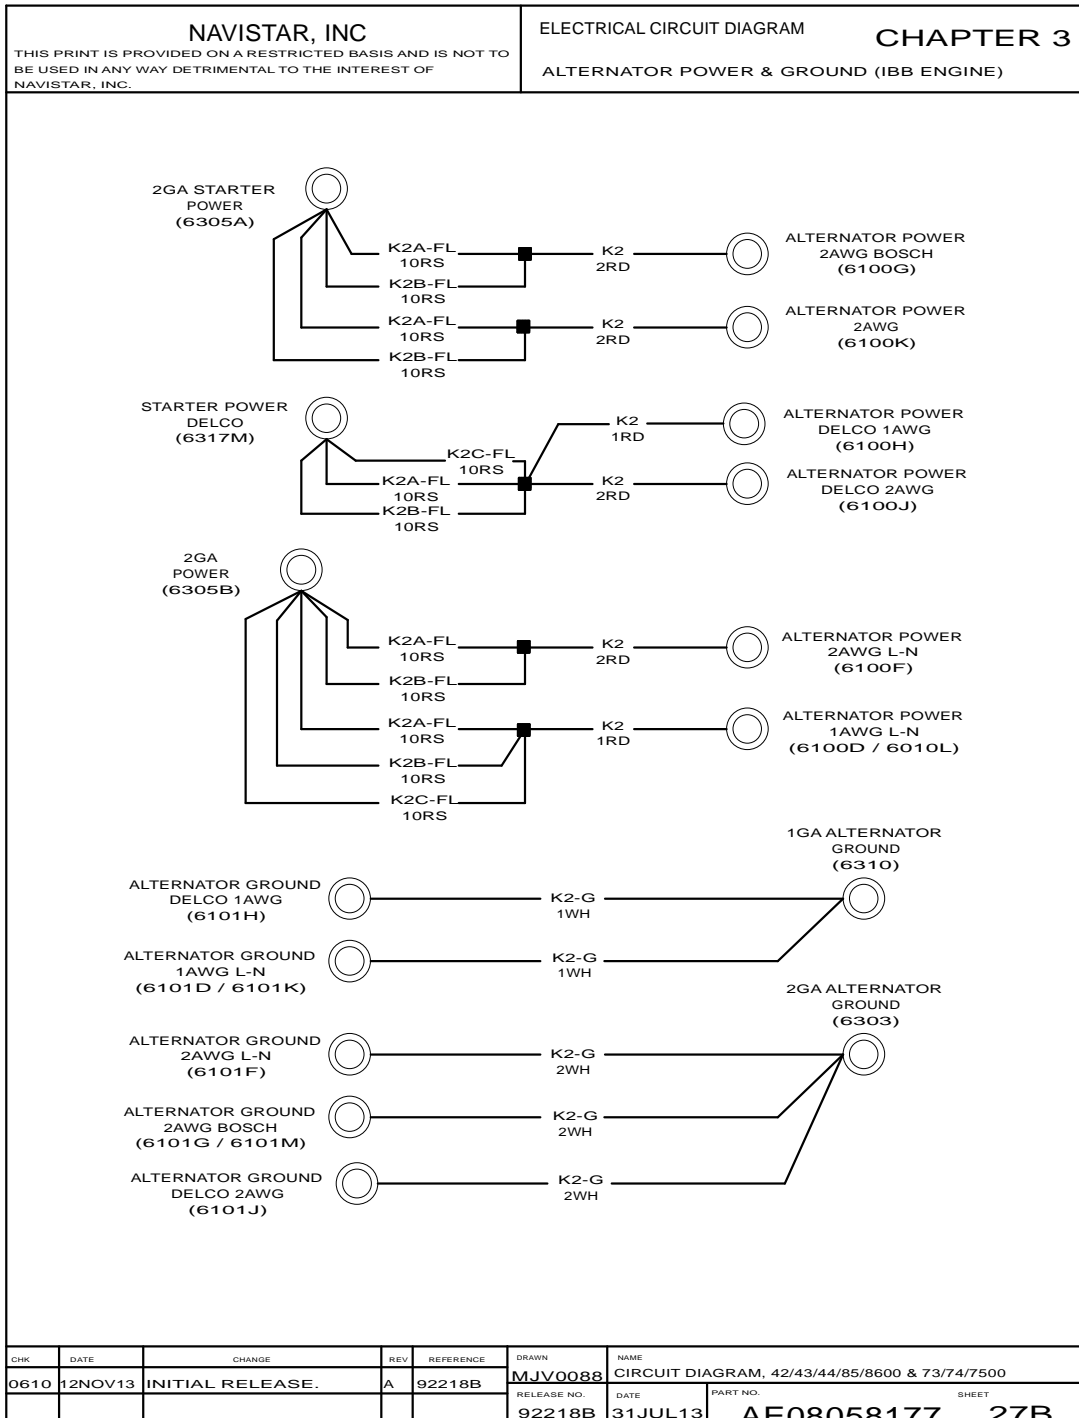 NAVISTAR, INC
THIS PRINT IS PROVIDED ON A RESTRICTED BASIS AND IS NOT TO
BE USED IN ANY WAY DETRIMENTAL TO THE INTEREST OF
NAVISTAR, INC.
ELECTRICAL CIRCUIT DIAGRAM
CHAPTER 3
ALTERNATOR POWER & GROUND (IBB ENGINE)
2GA STARTER
POWER
(6305A)
K2A-FL
10RS
K2
2RD
ALTERNATOR POWER
2AWG BOSCH
(6100G)
K2B-FL
10RS
K2A-FL
10RS
K2
2RD
ALTERNATOR POWER
2AWG
(6100K)
K2B-FL
10RS
STARTER POWER
DELCO
(6317M)
K2
1RD
ALTERNATOR POWER
DELCO 1AWG
(6100H)
K2C-FL
10RS
K2A-FL
10RS
K2
2RD
ALTERNATOR POWER
DELCO 2AWG
(6100J)
K2B-FL
10RS
2GA
POWER
(6305B)
K2A-FL
10RS
K2
2RD
ALTERNATOR POWER
2AWG L-N
(6100F)
K2B-FL
10RS
K2A-FL
10RS
K2
1RD
ALTERNATOR POWER
1AWG L-N
(6100D / 6010L)
K2B-FL
10RS
K2C-FL
10RS
1GA ALTERNATOR
GROUND
(6310)
ALTERNATOR GROUND
DELCO 1AWG
(6101H)
K2-G
1WH
ALTERNATOR GROUND
1AWG L-N
(6101D / 6101K)
K2-G
1WH
2GA ALTERNATOR
GROUND
(6303)
ALTERNATOR GROUND
2AWG L-N
(6101F)
K2-G
2WH
ALTERNATOR GROUND
2AWG BOSCH
(6101G / 6101M)
K2-G
2WH
ALTERNATOR GROUND
DELCO 2AWG
(6101J)
K2-G
2WH
CHK DATE CHANGE REV REFERENCE
0610 12NOV13 INITIAL RELEASE. A 92218B
DRAWN
MJV0088
NAME
CIRCUIT DIAGRAM, 42/43/44/85/8600 & 73/74/7500
RELEASE NO.
92218B
DATE
31JUL13
PART NO.
AE08058177
SHEET
27B